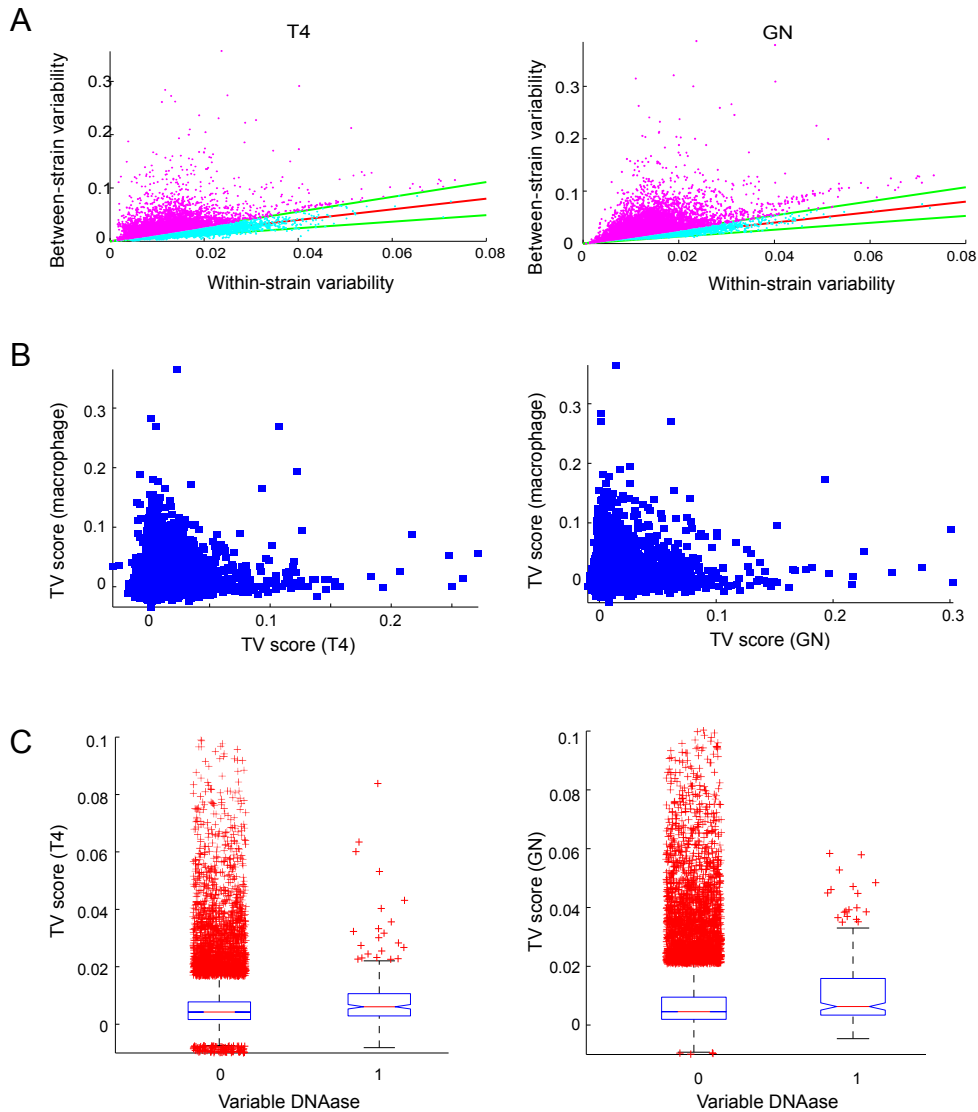 A
T4
GN
Between-strain variability
0.3
0.2
0.1
0
0
0.02
0.04
0.06
0.08
Within-strain variability
Between-strain variability
0.3
0.2
0.1
0
0
0.02
0.04
0.06
0.08
Within-strain variability
B
TV score (macrophage)
0.3
0.2
0.1
0
0
0.1
0.2
TV score (T4)
TV score (macrophage)
0.3
0.2
0.1
0
0
0.1
0.2
0.3
TV score (GN)
C
TV score (T4)
0.1
0.08
0.06
0.04
0.02
0
0
1
Variable DNAase
TV score (GN)
0.1
0.08
0.06
0.04
0.02
0
0
1
Variable DNAase